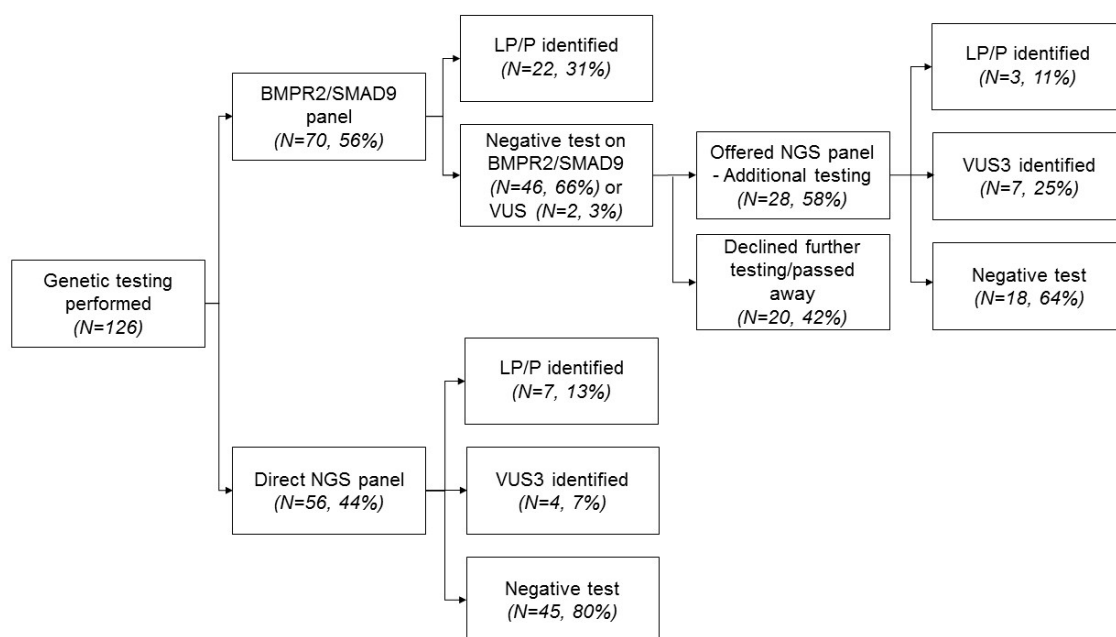 Genetic testing
performed
(N=126)
BMPR2/SMAD9
panel
(N=70, 56%)
LP/P identified
(N=22, 31%)
Negative test on
BMPR2/SMAD9
(N=46, 66%) or
VUS (N=2, 3%)
Offered NGS panel
- Additional testing
(N=28, 58%)
Declined further
testing/passed
away
(N=20, 42%)
LP/P identified
(N=3, 11%)
VUS3 identified
(N=7, 25%)
Negative test
(N=18, 64%)
Direct NGS panel
(N=56, 44%)
LP/P identified
(N=7, 13%)
VUS3 identified
(N=4, 7%)
Negative test
(N=45, 80%)